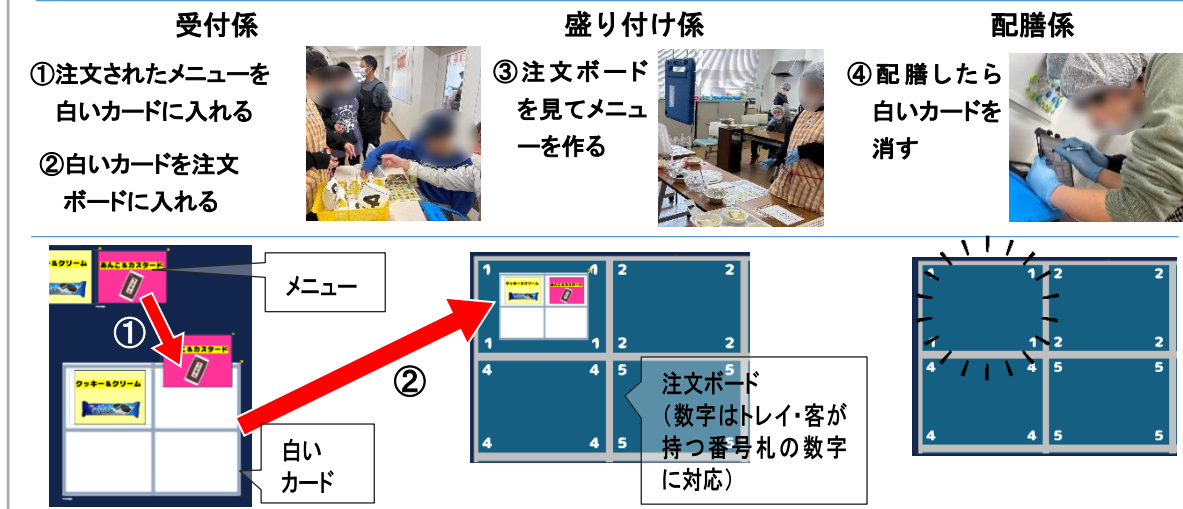 受付係
①注文されたメニューを
白いカードに入れる
②白いカードを注文
ボードに入れる
盛り付け係
③注文ボード
を見てメニュ
ーを作る
配膳係
④配膳したら
白いカードを
消す
&クリーム
あんこ&カスタード
メニュー
①
こ&カスタード
クッキー&クリーム
白い
カード
②
1 1 2 2
クッキー&クリーム
あんこ&カスタード
1 1 2 2
4 4 5 5
4 4 5
注文ボード
(数字はトレイ・客が
持つ番号札の数字
に対応)
1 2 2
1 2 2
4 4 5 5
4 4 5 5